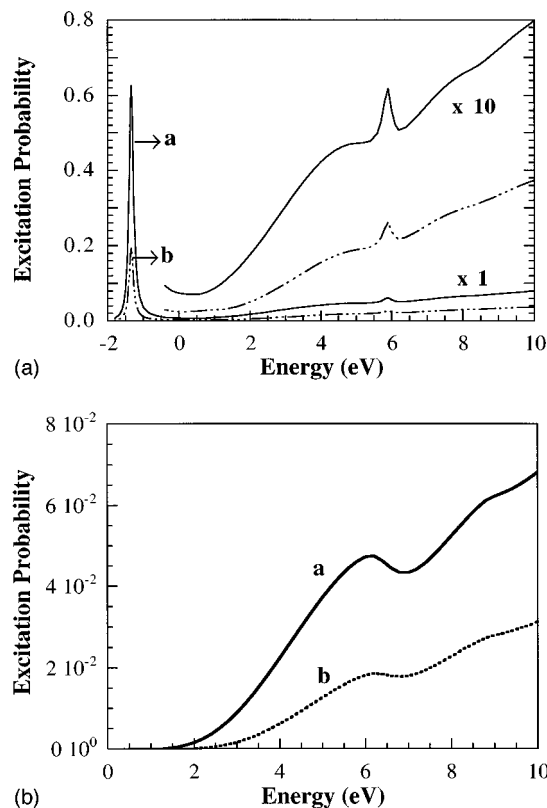 Excitation Probability
0.8
0.6
0.4
0.2
0.0
a
b
x 10
x 1
-2 0 2 4 6 8 10
(a)
Energy (eV)
Excitation Probability
8 10-2
6 10-2
4 10-2
2 10-2
0 100
a
b
0 2 4 6 8 10
(b)
Energy (eV)